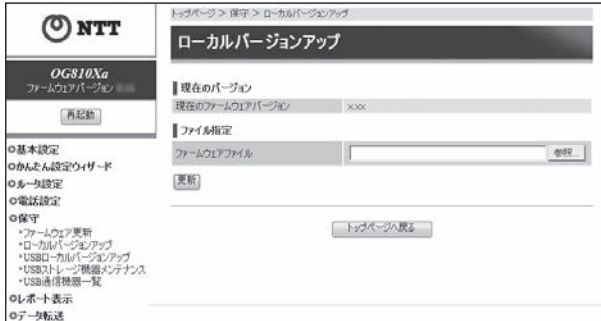 NTT
OG810Xa
ファームウェアバージョン
再起動
基本設定
かんたん設定ウィザード
ルータ設定
電話設定
保守
ファームウェア更新
ローカルバージョンアップ
USBローカルバージョンアップ
USBストレージ機器メンテナンス
USB通信機器一覧
レポート表示
データ転送
トップページ > 保守 > ローカルバージョンアップ
ローカルバージョンアップ
現在のバージョン
現在のファームウェアバージョン x.xx
ファイル指定
ファームウェアファイル 参照...
更新
トップページへ戻る